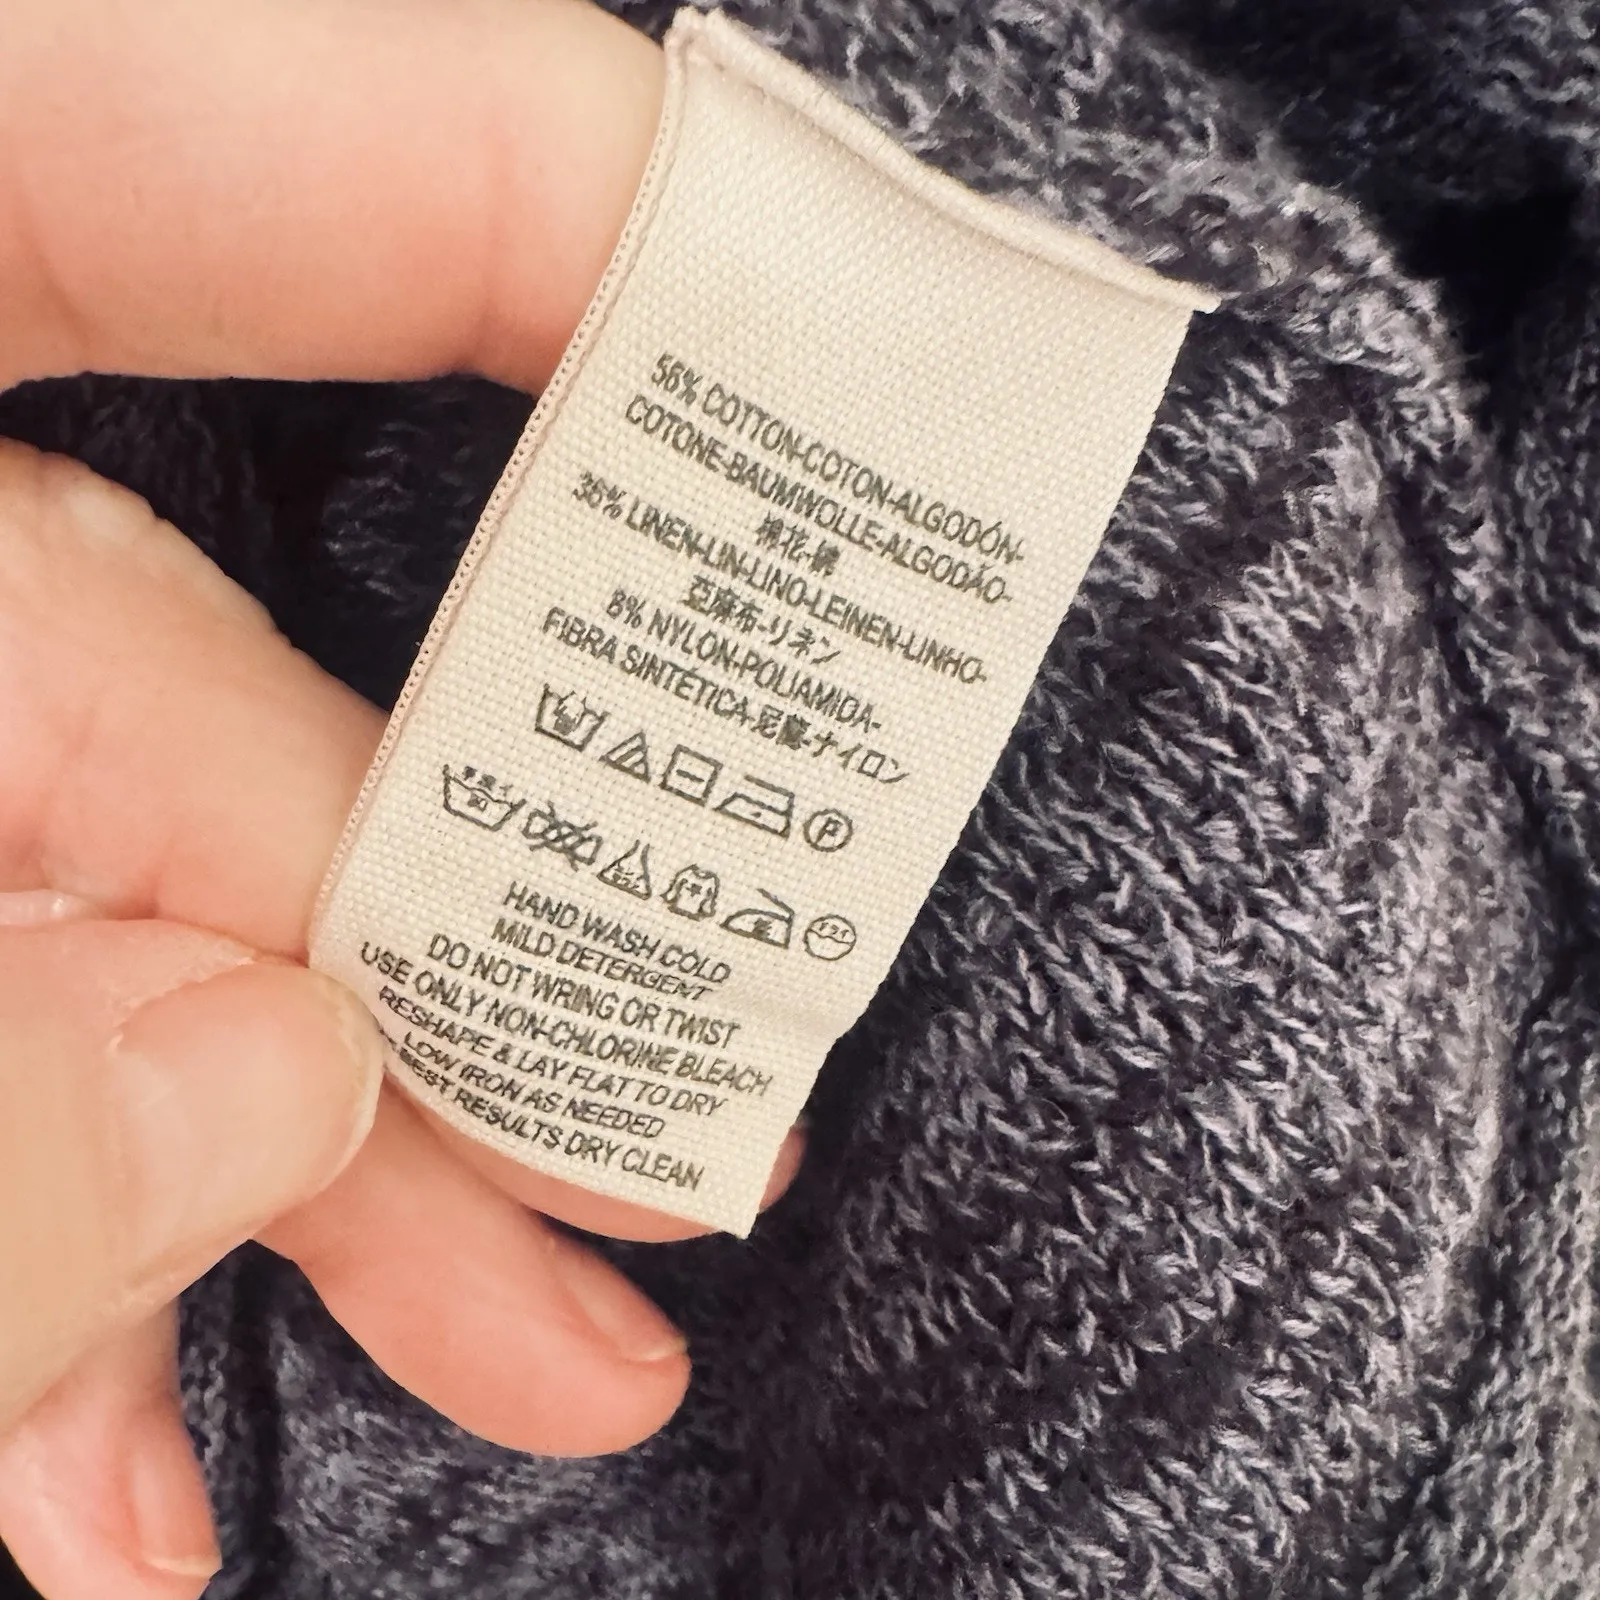 56% COTTON-COTON-ALGODÓN-
COTONE-BAUMWOLLE-ALGODÃO-
棉花-綿
36% LINEN-LIN-LINO-LEINEN-LINHO-
亞麻布-リネン
8% NYLON-POLIAMIDA-
FIBRA SINTÉTICA-尼龍-ナイロン
P
HAND WASH COLD
MILD DETERGENT
DO NOT WRING OR TWIST
USE ONLY NON-CHLORINE BLEACH
RESHAPE & LAY FLAT TO DRY
LOW IRON AS NEEDED
BEST RESULTS DRY CLEAN